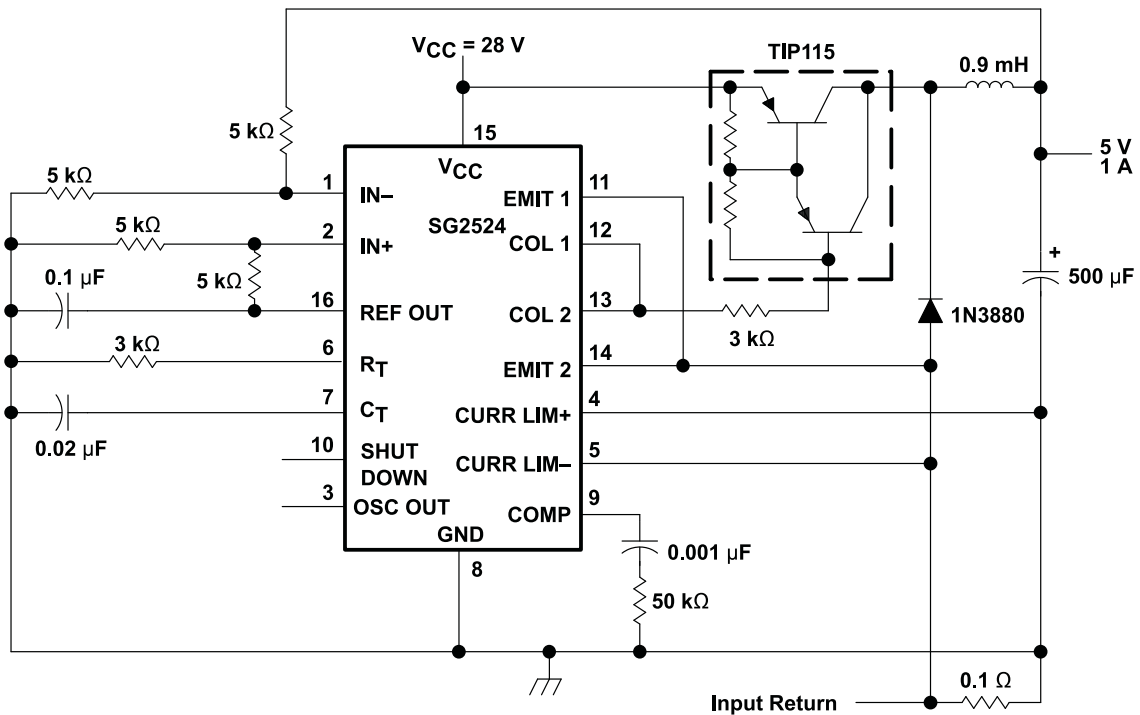 V_CC = 28 V
TIP115
0.9 mH
5 kΩ
15
5 V
1 A
5 kΩ
1
IN–
V_CC
EMIT 1
11
SG2524
5 kΩ
2
IN+
COL 1
12
0.1 µF
5 kΩ
16
REF OUT
COL 2
13
3 kΩ
+
500 µF
1N3880
3 kΩ
6
R_T
EMIT 2
14
0.02 µF
7
C_T
CURR LIM+
4
10
SHUT
DOWN
CURR LIM–
5
3
OSC OUT
COMP
9
GND
8
0.001 µF
50 kΩ
Input Return
0.1 Ω